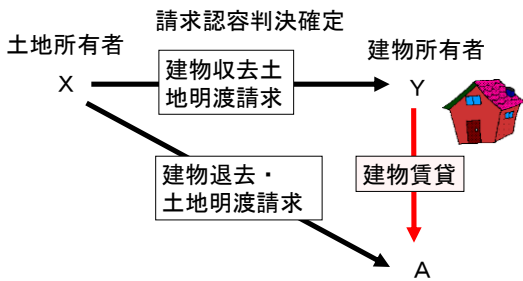 請求認容判決確定
土地所有者
建物所有者
X
建物収去土
地明渡請求
Y
建物退去・
土地明渡請求
建物賃貸
A